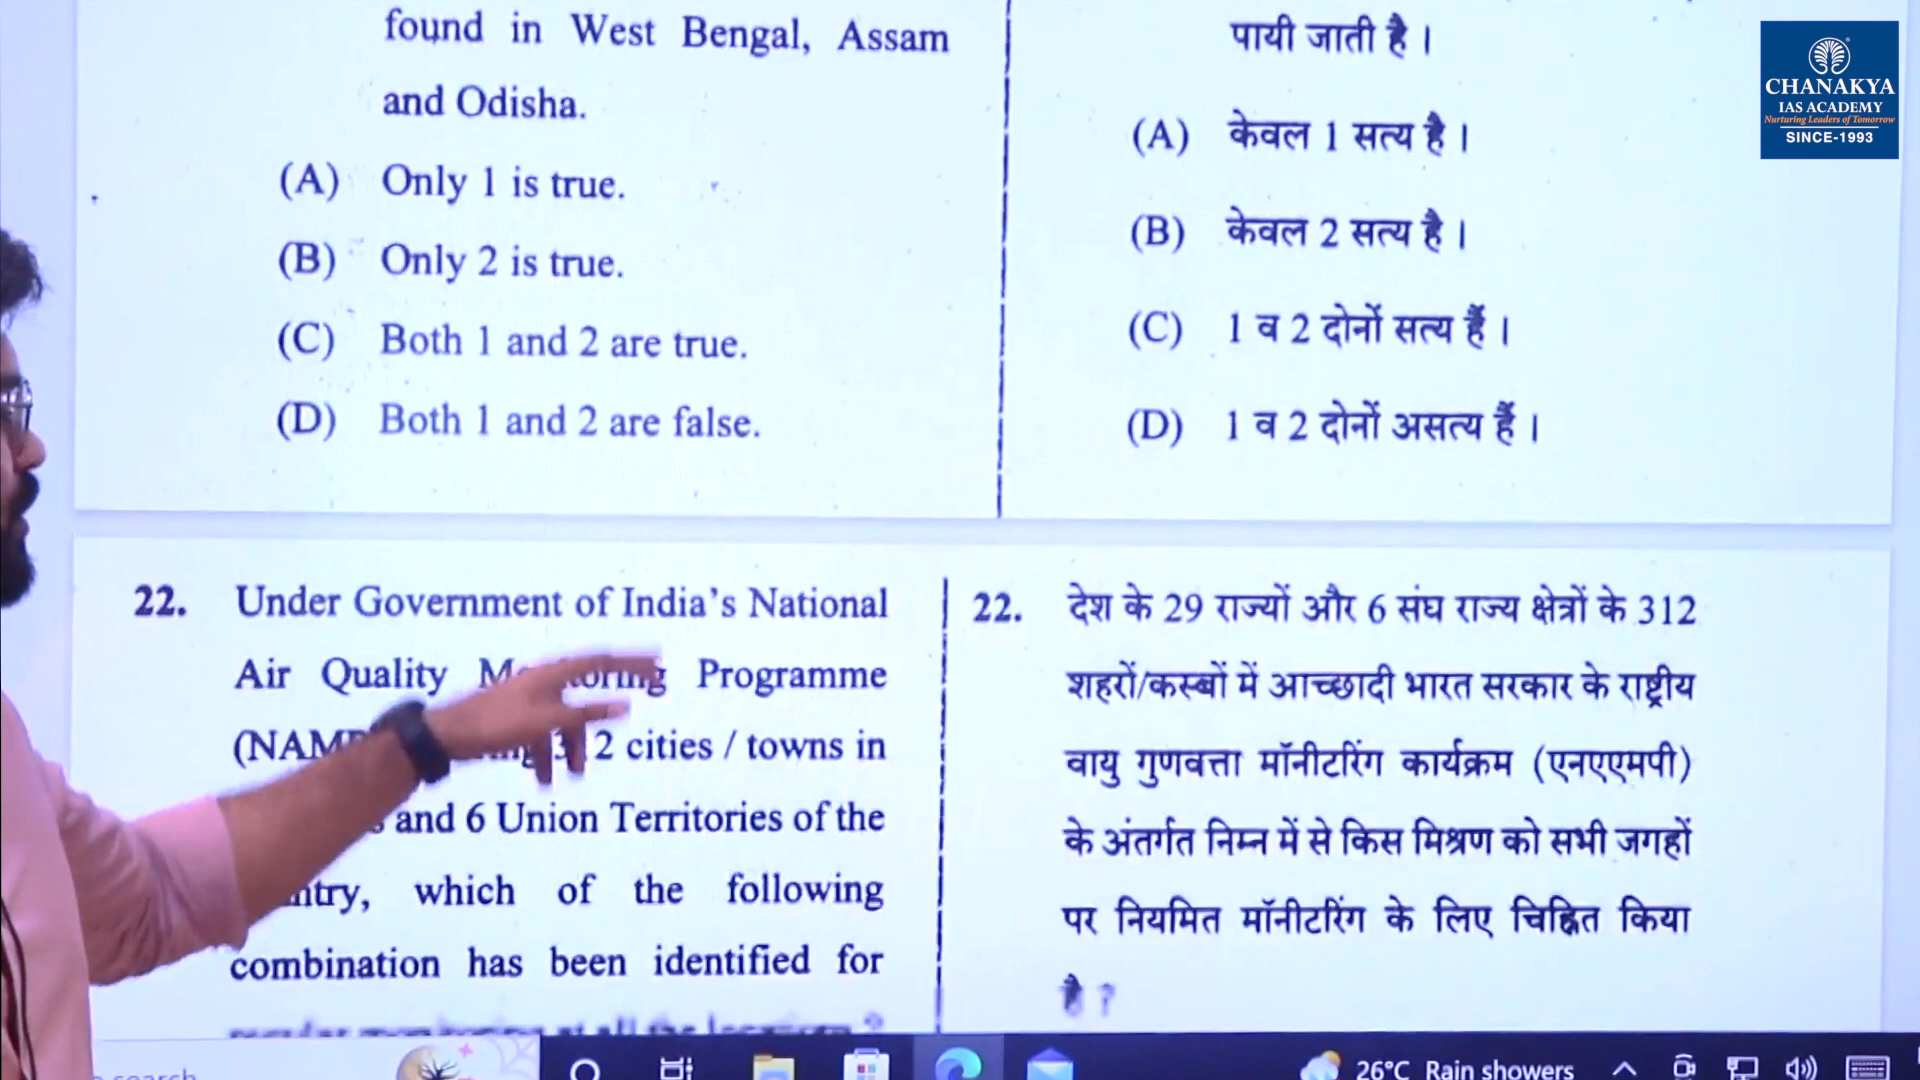 found in West Bengal, Assam
and Odisha.
(A) Only 1 is true.
(B) Only 2 is true.
(C) Both 1 and 2 are true.
(D) Both 1 and 2 are false.
पायी जाती है ।
(A) केवल 1 सत्य है ।
(B) केवल 2 सत्य है ।
(C) 1 व 2 दोनों सत्य हैं ।
(D) 1 व 2 दोनों असत्य हैं ।
CHANAKYA
IAS ACADEMY
Nurturing Leaders of Tomorrow
SINCE-1993
22. Under Government of India's National
Air Quality Programme
2 cities / towns in
and 6 Union Territories of the
which of the following
combination has been identified for
22. देश के 29 राज्यों और 6 संघ राज्य क्षेत्रों के 312
शहरों/कस्बों में आच्छादी भारत सरकार के राष्ट्रीय
वायु गुणवत्ता मॉनीटरिंग कार्यक्रम (एनएएमपी)
के अंतर्गत निम्न में से किस मिश्रण को सभी जगहों
पर नियमित मॉनीटरिंग के लिए चिह्नित किया
है ?
26°C Rain showers